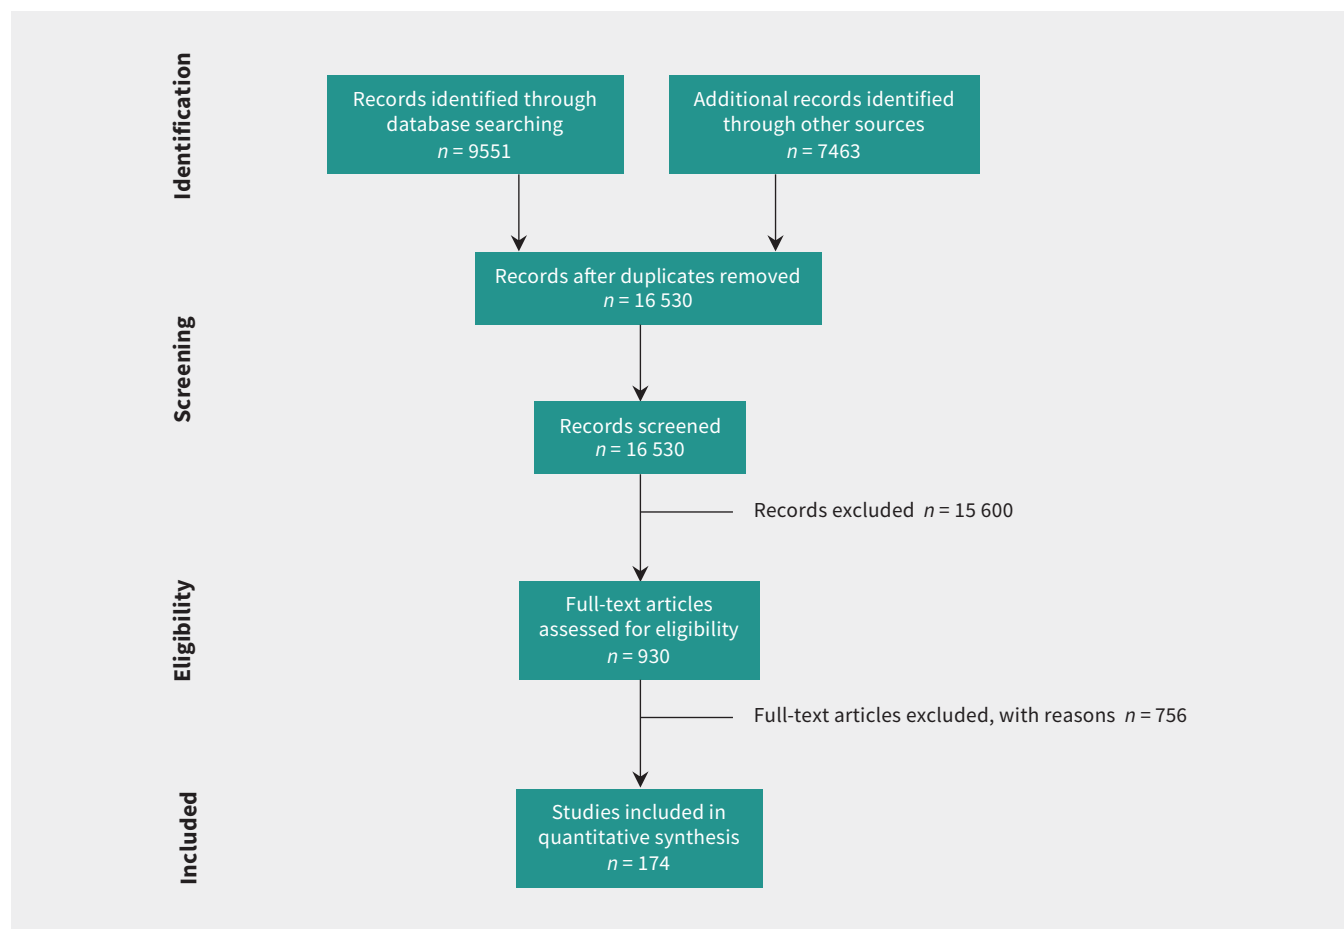 Identification
Records identified through
database searching
n = 9551
Additional records identified
through other sources
n = 7463
Records after duplicates removed
n = 16 530
Screening
Records screened
n = 16 530
Records excluded n = 15 600
Eligibility
Full-text articles
assessed for eligibility
n = 930
Full-text articles excluded, with reasons n = 756
Included
Studies included in
quantitative synthesis
n = 174